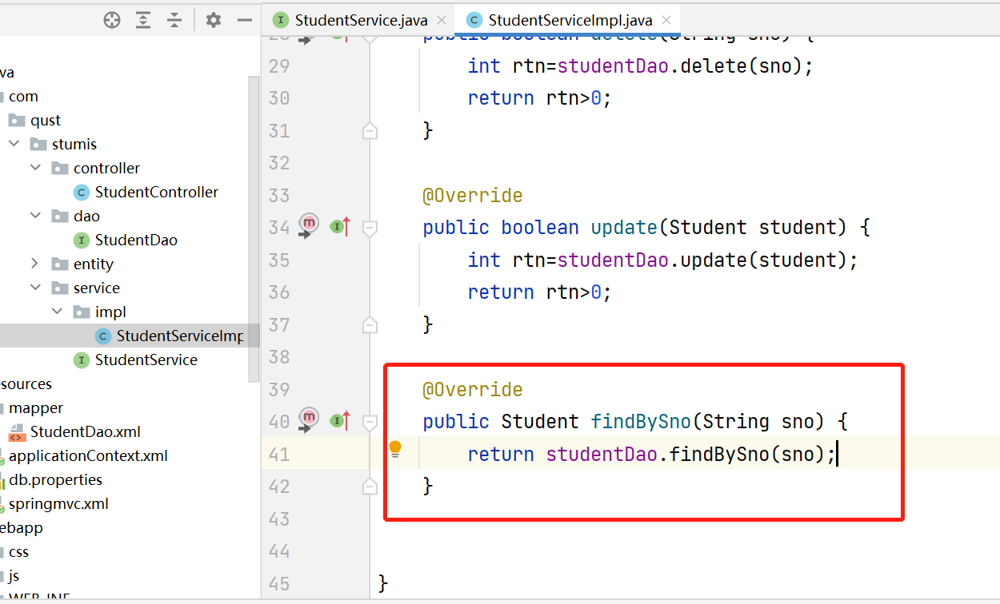 StudentService.java
StudentServiceImpl.java
va
com
qust
stumis
controller
C StudentController
dao
I StudentDao
entity
service
impl
C StudentServiceImp
I StudentService
sources
mapper
StudentDao.xml
applicationContext.xml
db.properties
springmvc.xml
ebapp
css
js
WEB-INF
28 public boolean delete(String sno) {
29 int rtn=studentDao.delete(sno);
30 return rtn>0;
31 }
32
33 @Override
34 public boolean update(Student student) {
35 int rtn=studentDao.update(student);
36 return rtn>0;
37 }
38
39 @Override
40 public Student findBySno(String sno) {
41 return studentDao.findBySno(sno);
42 }
43
44
45 }